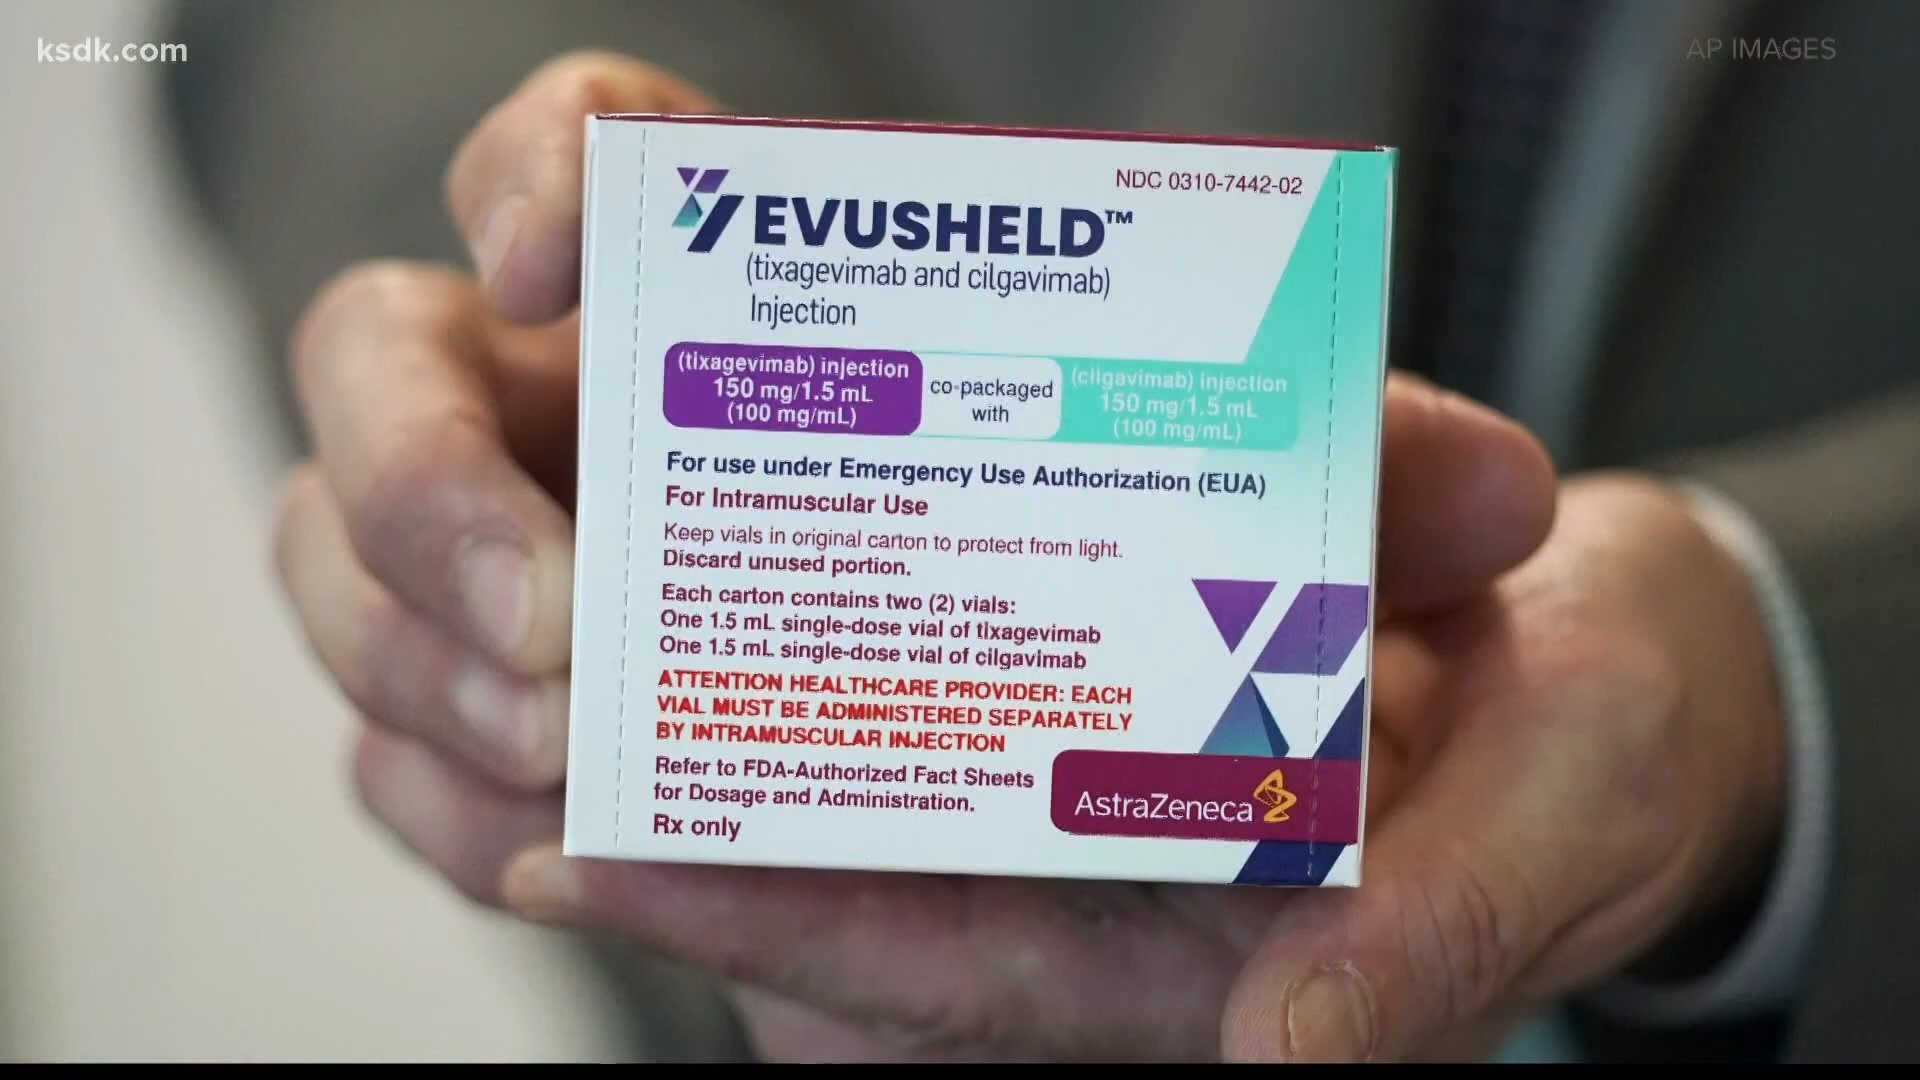 ksdk.com
AP IMAGES
NDC 0310-7442-02
EVUSHELD™
(tixagevimab and cilgavimab)
Injection
(tixagevimab) injection
150 mg/1.5 mL
(100 mg/mL)
co-packaged
with
(cilgavimab) injection
150 mg/1.5 mL
(100 mg/mL)
For use under Emergency Use Authorization (EUA)
For Intramuscular Use
Keep vials in original carton to protect from light.
Discard unused portion.
Each carton contains two (2) vials:
One 1.5 mL single-dose vial of tixagevimab
One 1.5 mL single-dose vial of cilgavimab
ATTENTION HEALTHCARE PROVIDER: EACH
VIAL MUST BE ADMINISTERED SEPARATELY
BY INTRAMUSCULAR INJECTION
Refer to FDA-Authorized Fact Sheets
for Dosage and Administration.
Rx only
AstraZeneca